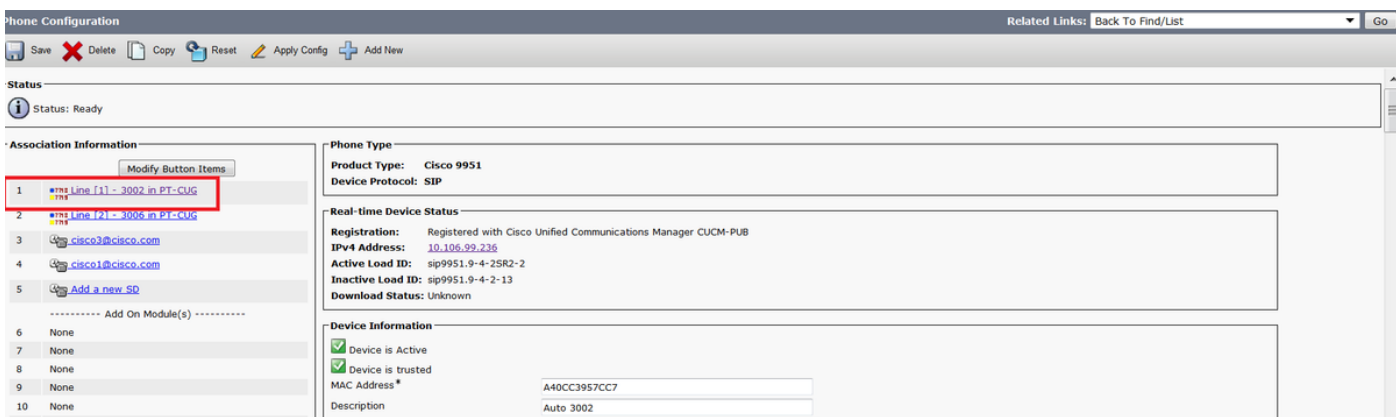 Phone Configuration
Related Links: Back To Find/List
Go
Save Delete Copy Reset Apply Config Add New
Status
Status: Ready
Association Information
Modify Button Items
1 Line [1] - 3002 in PT-CUG
2 Line [2] - 3006 in PT-CUG
3 cisco3@cisco.com
4 cisco1@cisco.com
5 Add a new SD
---------- Add On Module(s) ----------
6 None
7 None
8 None
9 None
10 None
Phone Type
Product Type: Cisco 9951
Device Protocol: SIP
Real-time Device Status
Registration: Registered with Cisco Unified Communications Manager CUCM-PUB
IPv4 Address: 10.106.99.236
Active Load ID: sip9951.9-4-2SR2-2
Inactive Load ID: sip9951.9-4-2-13
Download Status: Unknown
Device Information
Device is Active
Device is trusted
MAC Address* A40CC3957CC7
Description Auto 3002